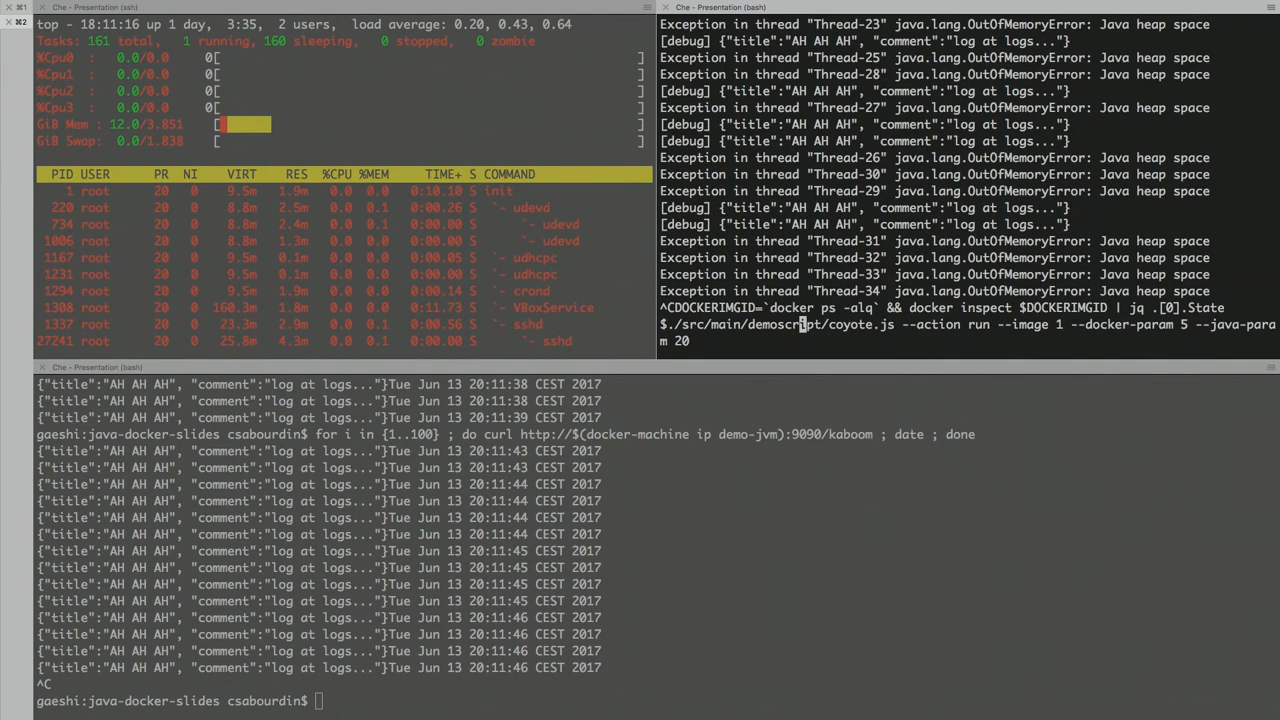 ⌘1
⌘2
Che - Presentation (ssh)
top - 18:11:16 up 1 day,  3:35,  2 users,  load average: 0.20, 0.43, 0.64
Tasks: 161 total,   1 running, 160 sleeping,   0 stopped,   0 zombie
%Cpu0  :   0.0/0.0     0[                                                          ]
%Cpu1  :   0.0/0.0     0[                                                          ]
%Cpu2  :   0.0/0.0     0[                                                          ]
%Cpu3  :   0.0/0.0     0[                                                          ]
GiB Mem : 12.0/3.851    [                                                          ]
GiB Swap:  0.0/1.838    [                                                          ]
PID USER      PR  NI    VIRT    RES  %CPU %MEM     TIME+ S COMMAND
1 root      20   0    9.5m   1.9m   0.0  0.0   0:10.10 S init
220 root      20   0    8.8m   2.5m   0.0  0.1   0:00.26 S  `- udevd
734 root      20   0    8.8m   2.4m   0.0  0.1   0:00.00 S      `- udevd
1006 root      20   0    8.8m   1.3m   0.0  0.0   0:00.00 S      `- udevd
1167 root      20   0    9.5m   0.1m   0.0  0.0   0:00.05 S  `- udhcpc
1231 root      20   0    9.5m   0.1m   0.0  0.0   0:00.00 S  `- udhcpc
1294 root      20   0    9.5m   1.9m   0.0  0.0   0:00.14 S  `- crond
1308 root      20   0  160.3m   1.8m   0.0  0.0   0:11.73 S  `- VBoxService
1337 root      20   0   23.3m   2.9m   0.0  0.1   0:00.00 S  `- sshd
27241 root      20   0   25.8m   4.3m   0.0  0.1   0:00.00 S      `- sshd
Che - Presentation (bash)
Exception in thread "Thread-23" java.lang.OutOfMemoryError: Java heap space
[debug] {"title":"AH AH AH", "comment":"log at logs..."}
Exception in thread "Thread-25" java.lang.OutOfMemoryError: Java heap space
Exception in thread "Thread-28" java.lang.OutOfMemoryError: Java heap space
[debug] {"title":"AH AH AH", "comment":"log at logs..."}
Exception in thread "Thread-27" java.lang.OutOfMemoryError: Java heap space
[debug] {"title":"AH AH AH", "comment":"log at logs..."}
[debug] {"title":"AH AH AH", "comment":"log at logs..."}
Exception in thread "Thread-26" java.lang.OutOfMemoryError: Java heap space
Exception in thread "Thread-30" java.lang.OutOfMemoryError: Java heap space
Exception in thread "Thread-29" java.lang.OutOfMemoryError: Java heap space
[debug] {"title":"AH AH AH", "comment":"log at logs..."}
[debug] {"title":"AH AH AH", "comment":"log at logs..."}
Exception in thread "Thread-31" java.lang.OutOfMemoryError: Java heap space
Exception in thread "Thread-32" java.lang.OutOfMemoryError: Java heap space
Exception in thread "Thread-33" java.lang.OutOfMemoryError: Java heap space
Exception in thread "Thread-34" java.lang.OutOfMemoryError: Java heap space
^CDOCKERIMGID=`docker ps -alq` && docker inspect $DOCKERIMGID | jq .[0].State
$./src/main/demoscript/coyote.js --action run --image 1 --docker-param 5 --java-para
m 20
Che - Presentation (bash)
{"title":"AH AH AH", "comment":"log at logs..."}Tue Jun 13 20:11:38 CEST 2017
{"title":"AH AH AH", "comment":"log at logs..."}Tue Jun 13 20:11:38 CEST 2017
{"title":"AH AH AH", "comment":"log at logs..."}Tue Jun 13 20:11:39 CEST 2017
gaeshi:java-docker-slides csabourdin$ for i in {1..100} ; do curl http://$(docker-machine ip demo-jvm):9090/kaboom ; date ; done
{"title":"AH AH AH", "comment":"log at logs..."}Tue Jun 13 20:11:43 CEST 2017
{"title":"AH AH AH", "comment":"log at logs..."}Tue Jun 13 20:11:43 CEST 2017
{"title":"AH AH AH", "comment":"log at logs..."}Tue Jun 13 20:11:44 CEST 2017
{"title":"AH AH AH", "comment":"log at logs..."}Tue Jun 13 20:11:44 CEST 2017
{"title":"AH AH AH", "comment":"log at logs..."}Tue Jun 13 20:11:44 CEST 2017
{"title":"AH AH AH", "comment":"log at logs..."}Tue Jun 13 20:11:44 CEST 2017
{"title":"AH AH AH", "comment":"log at logs..."}Tue Jun 13 20:11:45 CEST 2017
{"title":"AH AH AH", "comment":"log at logs..."}Tue Jun 13 20:11:45 CEST 2017
{"title":"AH AH AH", "comment":"log at logs..."}Tue Jun 13 20:11:45 CEST 2017
{"title":"AH AH AH", "comment":"log at logs..."}Tue Jun 13 20:11:45 CEST 2017
{"title":"AH AH AH", "comment":"log at logs..."}Tue Jun 13 20:11:46 CEST 2017
{"title":"AH AH AH", "comment":"log at logs..."}Tue Jun 13 20:11:46 CEST 2017
{"title":"AH AH AH", "comment":"log at logs..."}Tue Jun 13 20:11:46 CEST 2017
{"title":"AH AH AH", "comment":"log at logs..."}Tue Jun 13 20:11:46 CEST 2017
^C
gaeshi:java-docker-slides csabourdin$